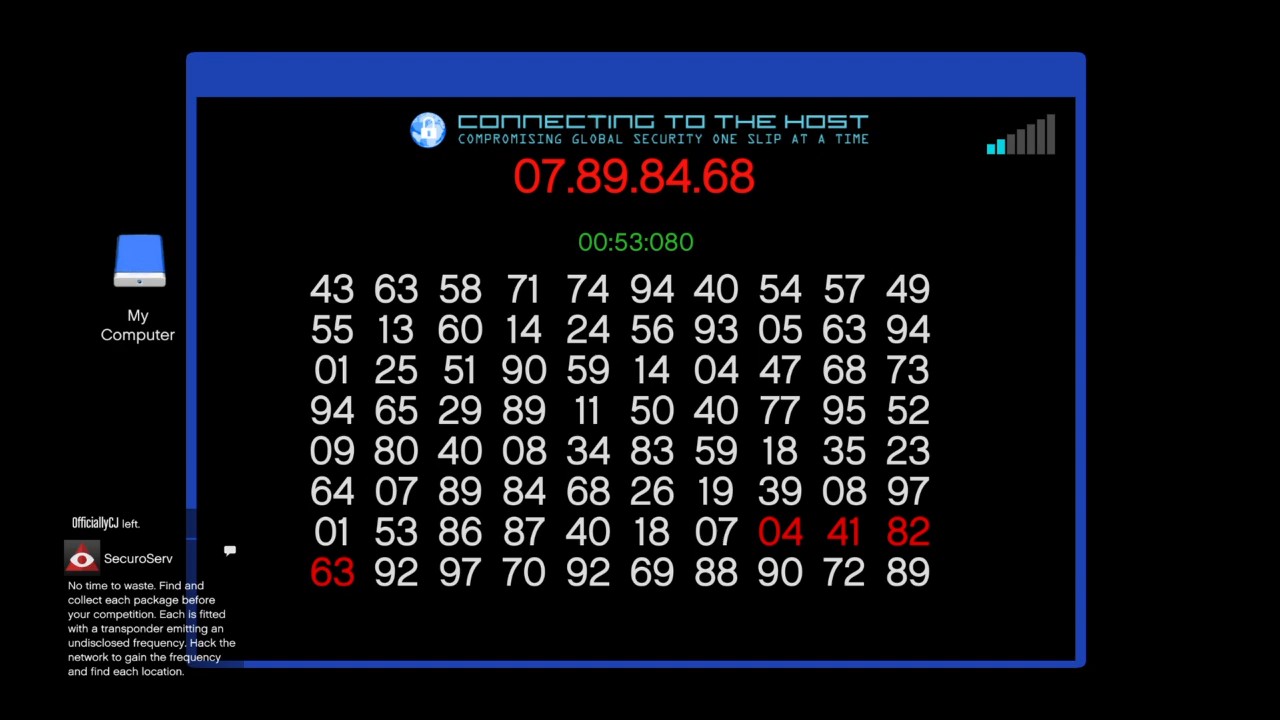 CONNECTING TO THE HOST
COMPROMISING GLOBAL SECURITY ONE SLIP AT A TIME
07.89.84.68
00:53:080
43 63 58 71 74 94 40 54 57 49
55 13 60 14 24 56 93 05 63 94
01 25 51 90 59 14 04 47 68 73
94 65 29 89 11 50 40 77 95 52
09 80 40 08 34 83 59 18 35 23
64 07 89 84 68 26 19 39 08 97
01 53 86 87 40 18 07 04 41 82
63 92 97 70 92 69 88 90 72 89
My
Computer
OfficiallyCJ left.
SecuroServ
No time to waste. Find and
collect each package before
your competition. Each is fitted
with a transponder emitting an
undisclosed frequency. Hack the
network to gain the frequency
and find each location.